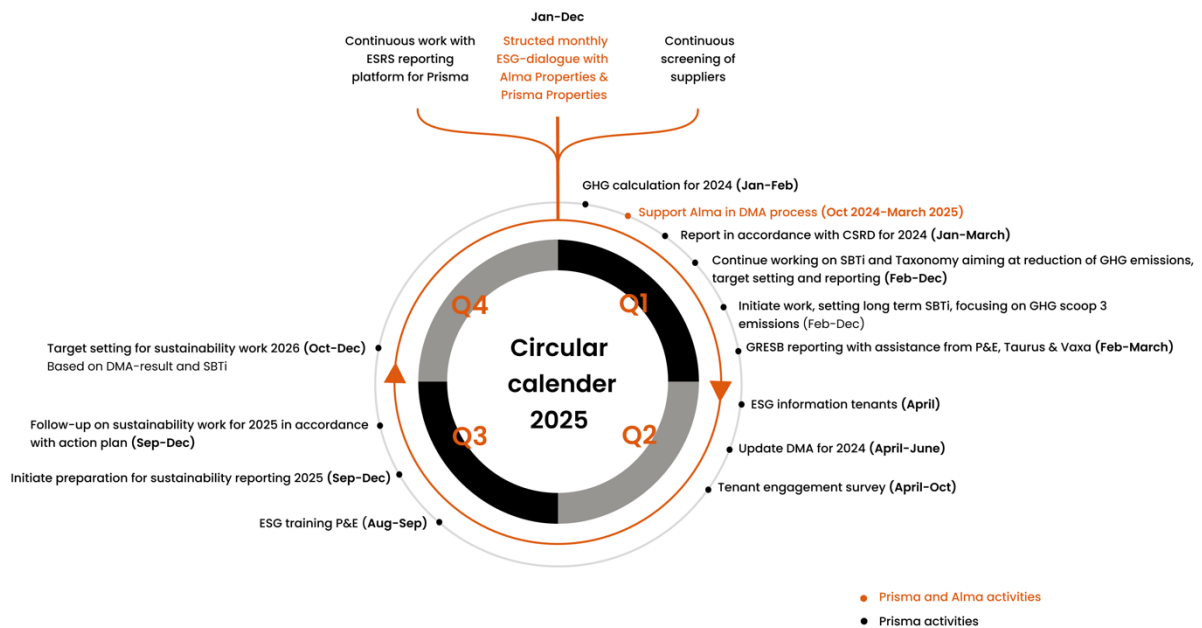 Jan-Dec
Continuous work with
ESRS reporting
platform for Prisma
Structed monthly
ESG-dialogue with
Alma Properties &
Prisma Properties
Continuous
screening of
suppliers
GHG calculation for 2024 (Jan-Feb)
Support Alma in DMA process (Oct 2024-March 2025)
Report in accordance with CSRD for 2024 (Jan-March)
Continue working on SBTi and Taxonomy aiming at reduction of GHG emissions,
target setting and reporting (Feb-Dec)
Initiate work, setting long term SBTi, focusing on GHG scoop 3
emissions (Feb-Dec)
GRESB reporting with assistance from P&E, Taurus & Vaxa (Feb-March)
ESG information tenants (April)
Update DMA for 2024 (April-June)
Tenant engagement survey (April-Oct)
ESG training P&E (Aug-Sep)
Initiate preparation for sustainability reporting 2025 (Sep-Dec)
Follow-up on sustainability work for 2025 in accordance
with action plan (Sep-Dec)
Target setting for sustainability work 2026 (Oct-Dec)
Based on DMA-result and SBTi
Q4
Q1
Circular
calender
2025
Q3
Q2
Prisma and Alma activities
Prisma activities